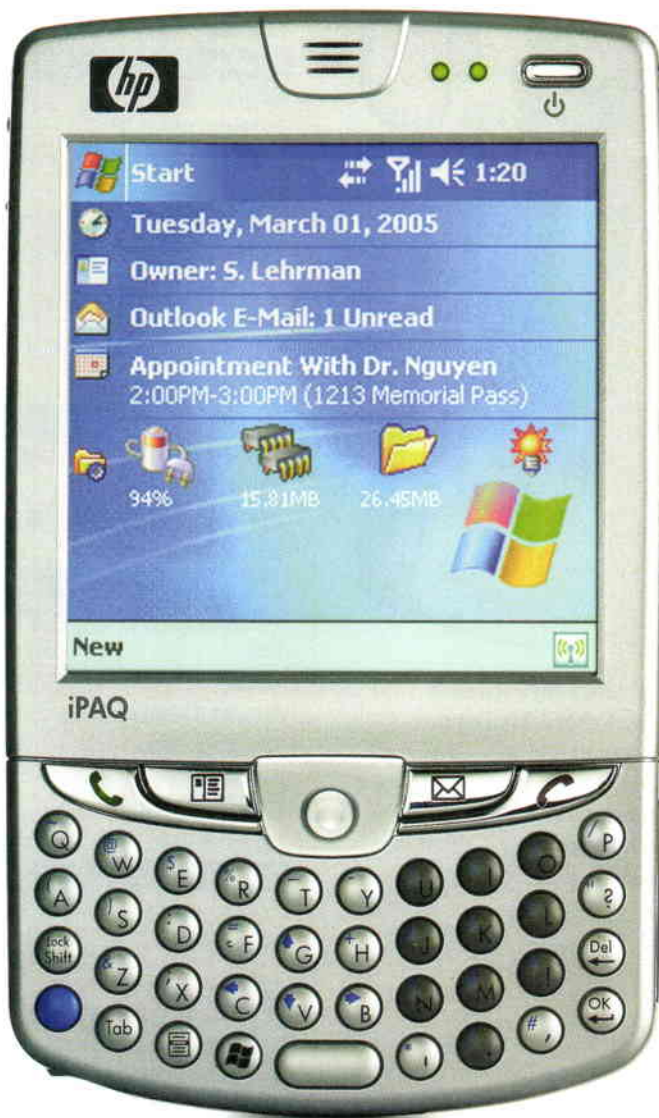 hp
Start 1:20
Tuesday, March 01, 2005
Owner: S. Lehrman
Outlook E-Mail: 1 Unread
Appointment With Dr. Nguyen
2:00PM-3:00PM (1213 Memorial Pass)
94% 15.81MB 26.45MB
New
iPAQ
Q @ W $ E % R T Y U I O / P
( A ) S : D = F G + H J K L " ?
Lock Shift & Z ' X C V B N M ! Del
Tab * , . # , OK